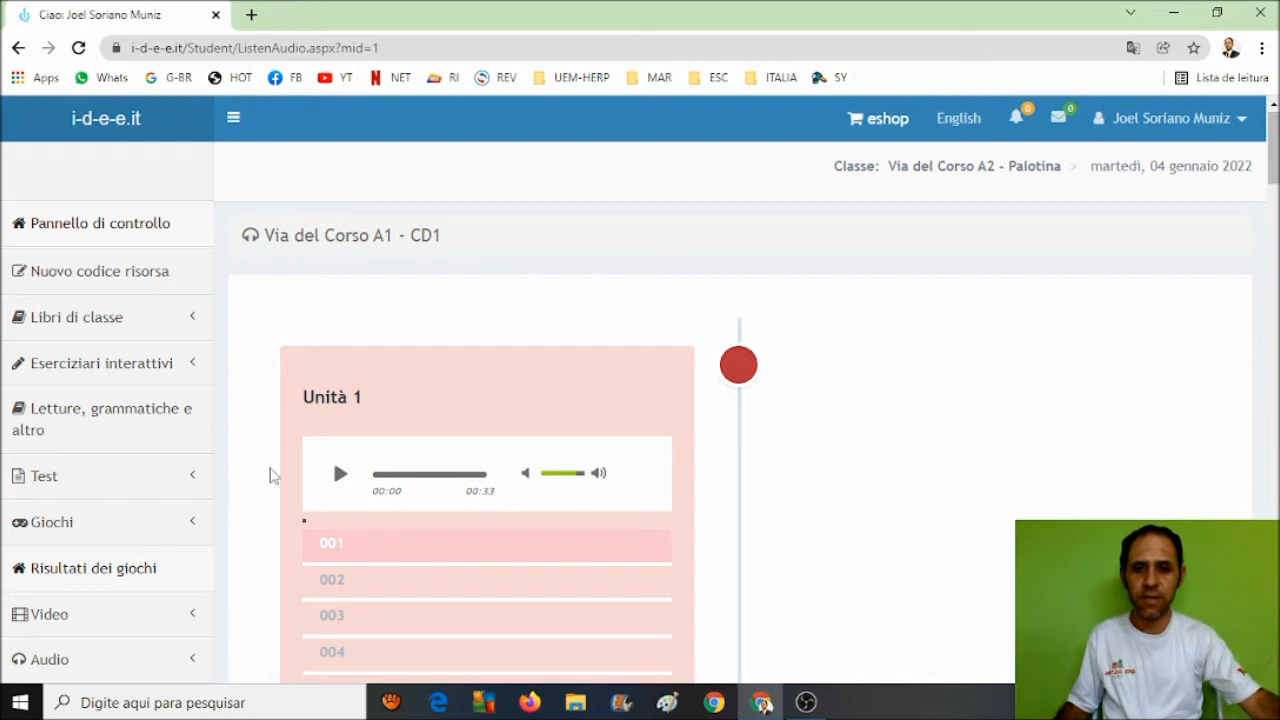 Ciao: Joel Soriano Muniz
i-d-e-e.it/Student/ListenAudio.aspx?mid=1
Apps Whats G-BR HOT FB YT NET RI REV UEM-HERP MAR ESC ITALIA SY Lista de leitura
i-d-e-e.it eshop English 0 0 Joel Soriano Muniz
Classe: Via del Corso A2 - Palotina > martedì, 04 gennaio 2022
Pannello di controllo
Via del Corso A1 - CD1
Nuovo codice risorsa
Libri di classe
Eserciziari interattivi
Letture, grammatiche e
altro
Test
Giochi
Risultati dei giochi
Video
Audio
Unità 1
00:00 00:33
001
002
003
004
Digite aqui para pesquisar